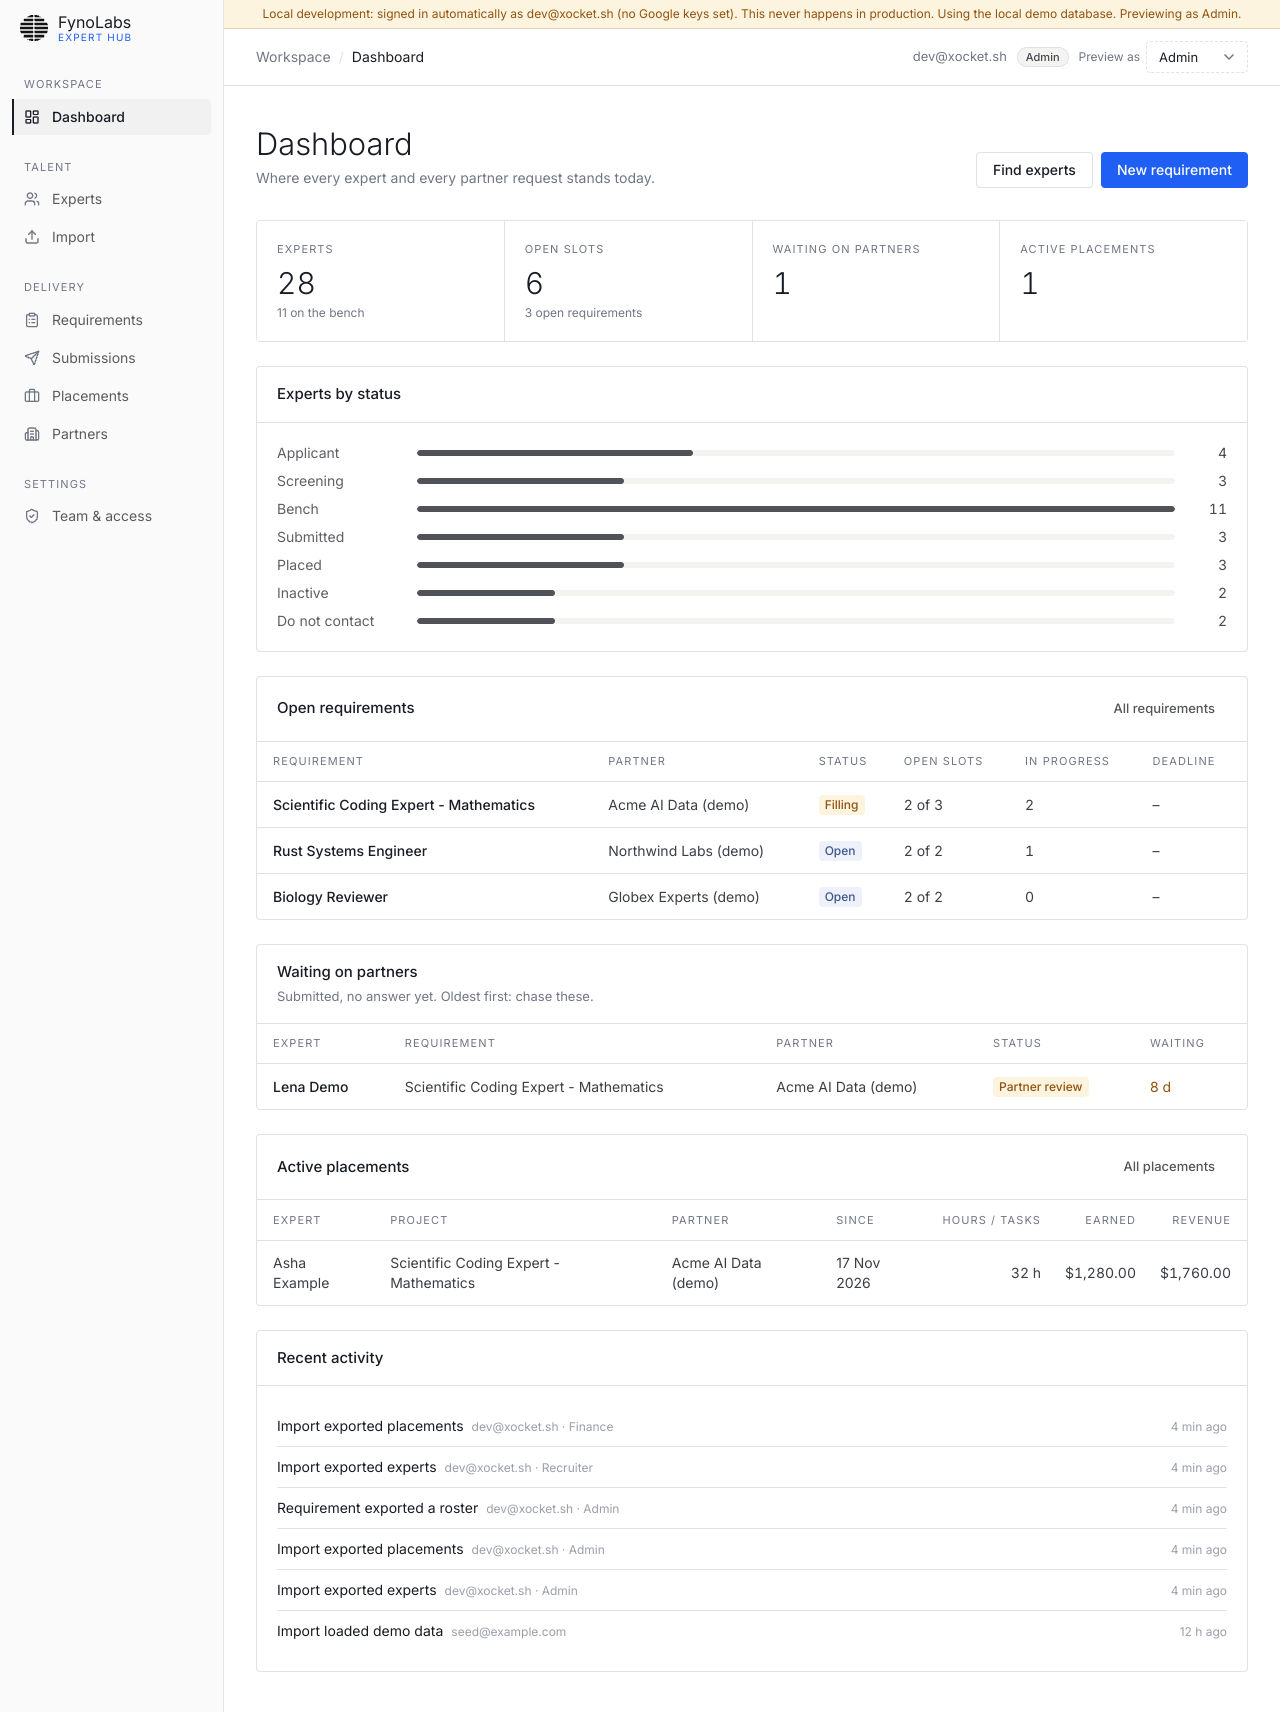 Local development: signed in automatically as dev@xocket.sh (no Google keys set). This never happens in production. Using the local demo database. Previewing as Admin.
FynoLabs
EXPERT HUB
Workspace / Dashboard
dev@xocket.sh Admin Preview as Admin
WORKSPACE
Dashboard
TALENT
Experts
Import
DELIVERY
Requirements
Submissions
Placements
Partners
SETTINGS
Team & access
Dashboard
Where every expert and every partner request stands today.
Find experts New requirement
EXPERTS
28
11 on the bench
OPEN SLOTS
6
3 open requirements
WAITING ON PARTNERS
1
ACTIVE PLACEMENTS
1
Experts by status
Applicant 4
Screening 3
Bench 11
Submitted 3
Placed 3
Inactive 2
Do not contact 2
Open requirements All requirements
REQUIREMENT PARTNER STATUS OPEN SLOTS IN PROGRESS DEADLINE
Scientific Coding Expert - Mathematics Acme AI Data (demo) Filling 2 of 3 2 –
Rust Systems Engineer Northwind Labs (demo) Open 2 of 2 1 –
Biology Reviewer Globex Experts (demo) Open 2 of 2 0 –
Waiting on partners
Submitted, no answer yet. Oldest first: chase these.
EXPERT REQUIREMENT PARTNER STATUS WAITING
Lena Demo Scientific Coding Expert - Mathematics Acme AI Data (demo) Partner review 8 d
Active placements All placements
EXPERT PROJECT PARTNER SINCE HOURS / TASKS EARNED REVENUE
Asha Example Scientific Coding Expert - Mathematics Acme AI Data (demo) 17 Nov 2026 32 h $1,280.00 $1,760.00
Recent activity
Import exported placements dev@xocket.sh · Finance 4 min ago
Import exported experts dev@xocket.sh · Recruiter 4 min ago
Requirement exported a roster dev@xocket.sh · Admin 4 min ago
Import exported placements dev@xocket.sh · Admin 4 min ago
Import exported experts dev@xocket.sh · Admin 4 min ago
Import loaded demo data seed@example.com 12 h ago